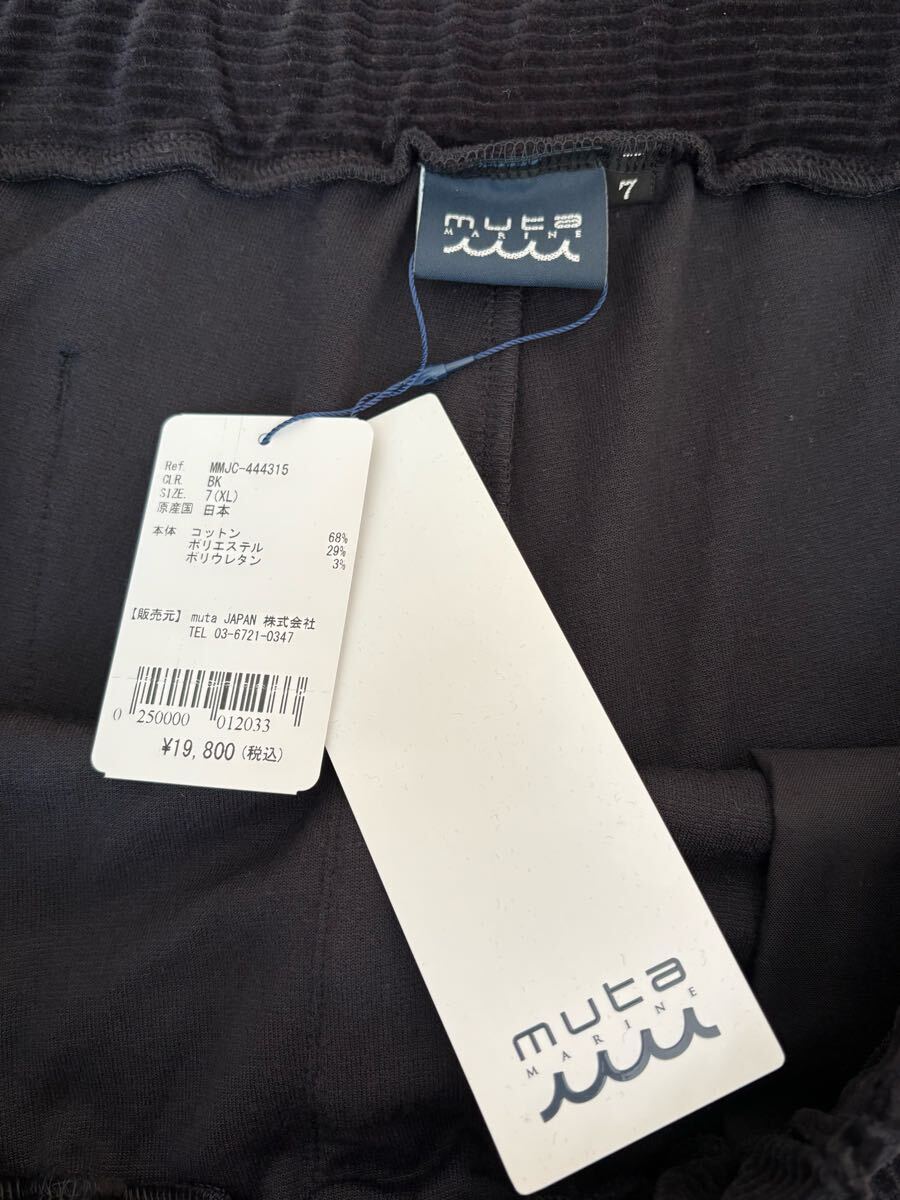 muta
MARINE
7
Ref. MMJC-444315
CLR. BK
SIZE. 7(XL)
原産国 日本
本体 コットン 68%
ポリエステル 29%
ポリウレタン 3%
【販売元】 muta JAPAN 株式会社
TEL 03-6721-0347
0 250000 012033
¥19,800(税込)
muta
MARINE